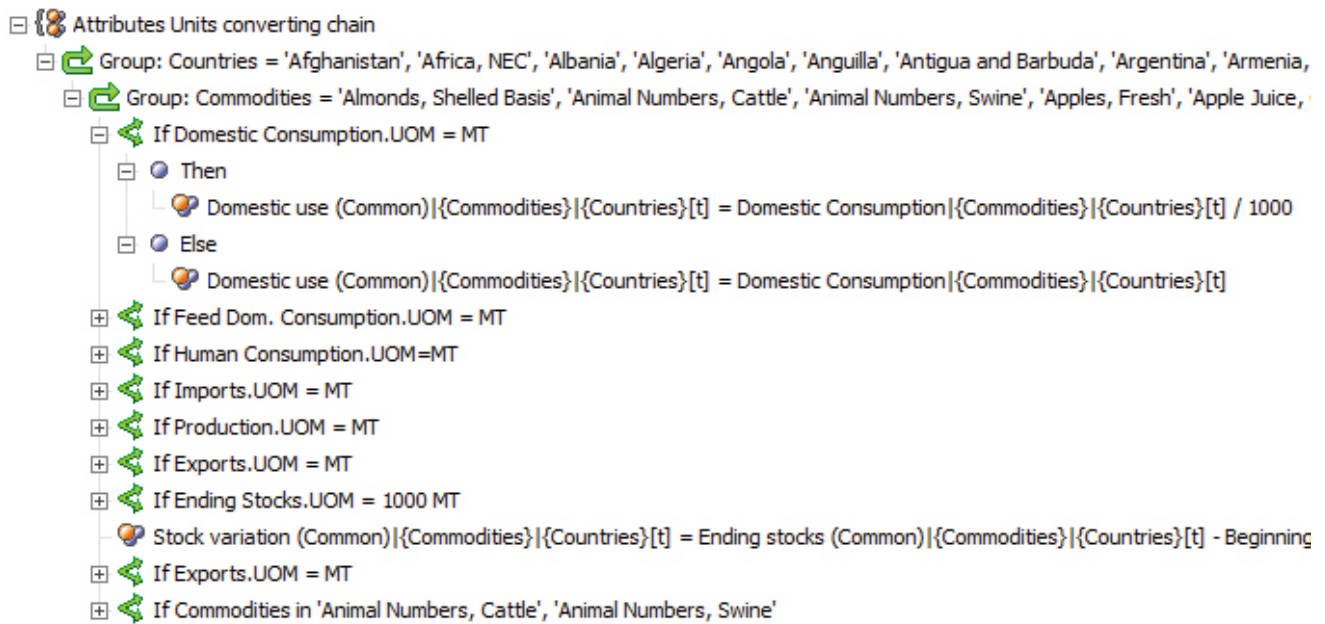 Attributes Units converting chain
Group: Countries = 'Afghanistan', 'Africa, NEC', 'Albania', 'Algeria', 'Angola', 'Anguilla', 'Antigua and Barbuda', 'Argentina', 'Armenia,
Group: Commodities = 'Almonds, Shelled Basis', 'Animal Numbers, Cattle', 'Animal Numbers, Swine', 'Apples, Fresh', 'Apple Juice,
If Domestic Consumption.UOM = MT
Then
Domestic use (Common)|{Commodities}|{Countries}[t] = Domestic Consumption|{Commodities}|{Countries}[t] / 1000
Else
Domestic use (Common)|{Commodities}|{Countries}[t] = Domestic Consumption|{Commodities}|{Countries}[t]
If Feed Dom. Consumption.UOM = MT
If Human Consumption.UOM=MT
If Imports.UOM = MT
If Production.UOM = MT
If Exports.UOM = MT
If Ending Stocks.UOM = 1000 MT
Stock variation (Common)|{Commodities}|{Countries}[t] = Ending stocks (Common)|{Commodities}|{Countries}[t] - Beginning
If Exports.UOM = MT
If Commodities in 'Animal Numbers, Cattle', 'Animal Numbers, Swine'